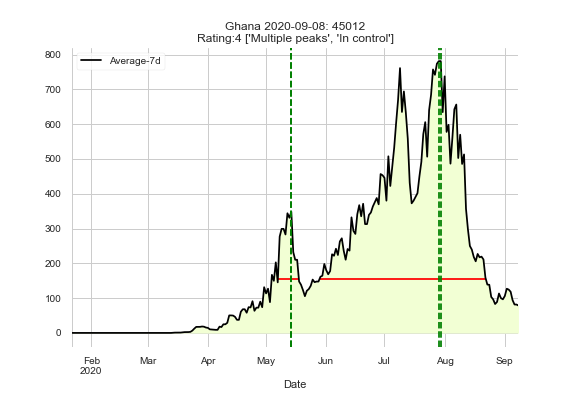 Ghana 2020-09-08: 45012
Rating:4 ['Multiple peaks', 'In control']
Average-7d
800
700
600
500
400
300
200
100
0
Feb
2020
Mar
Apr
May
Jun
Jul
Aug
Sep
Date